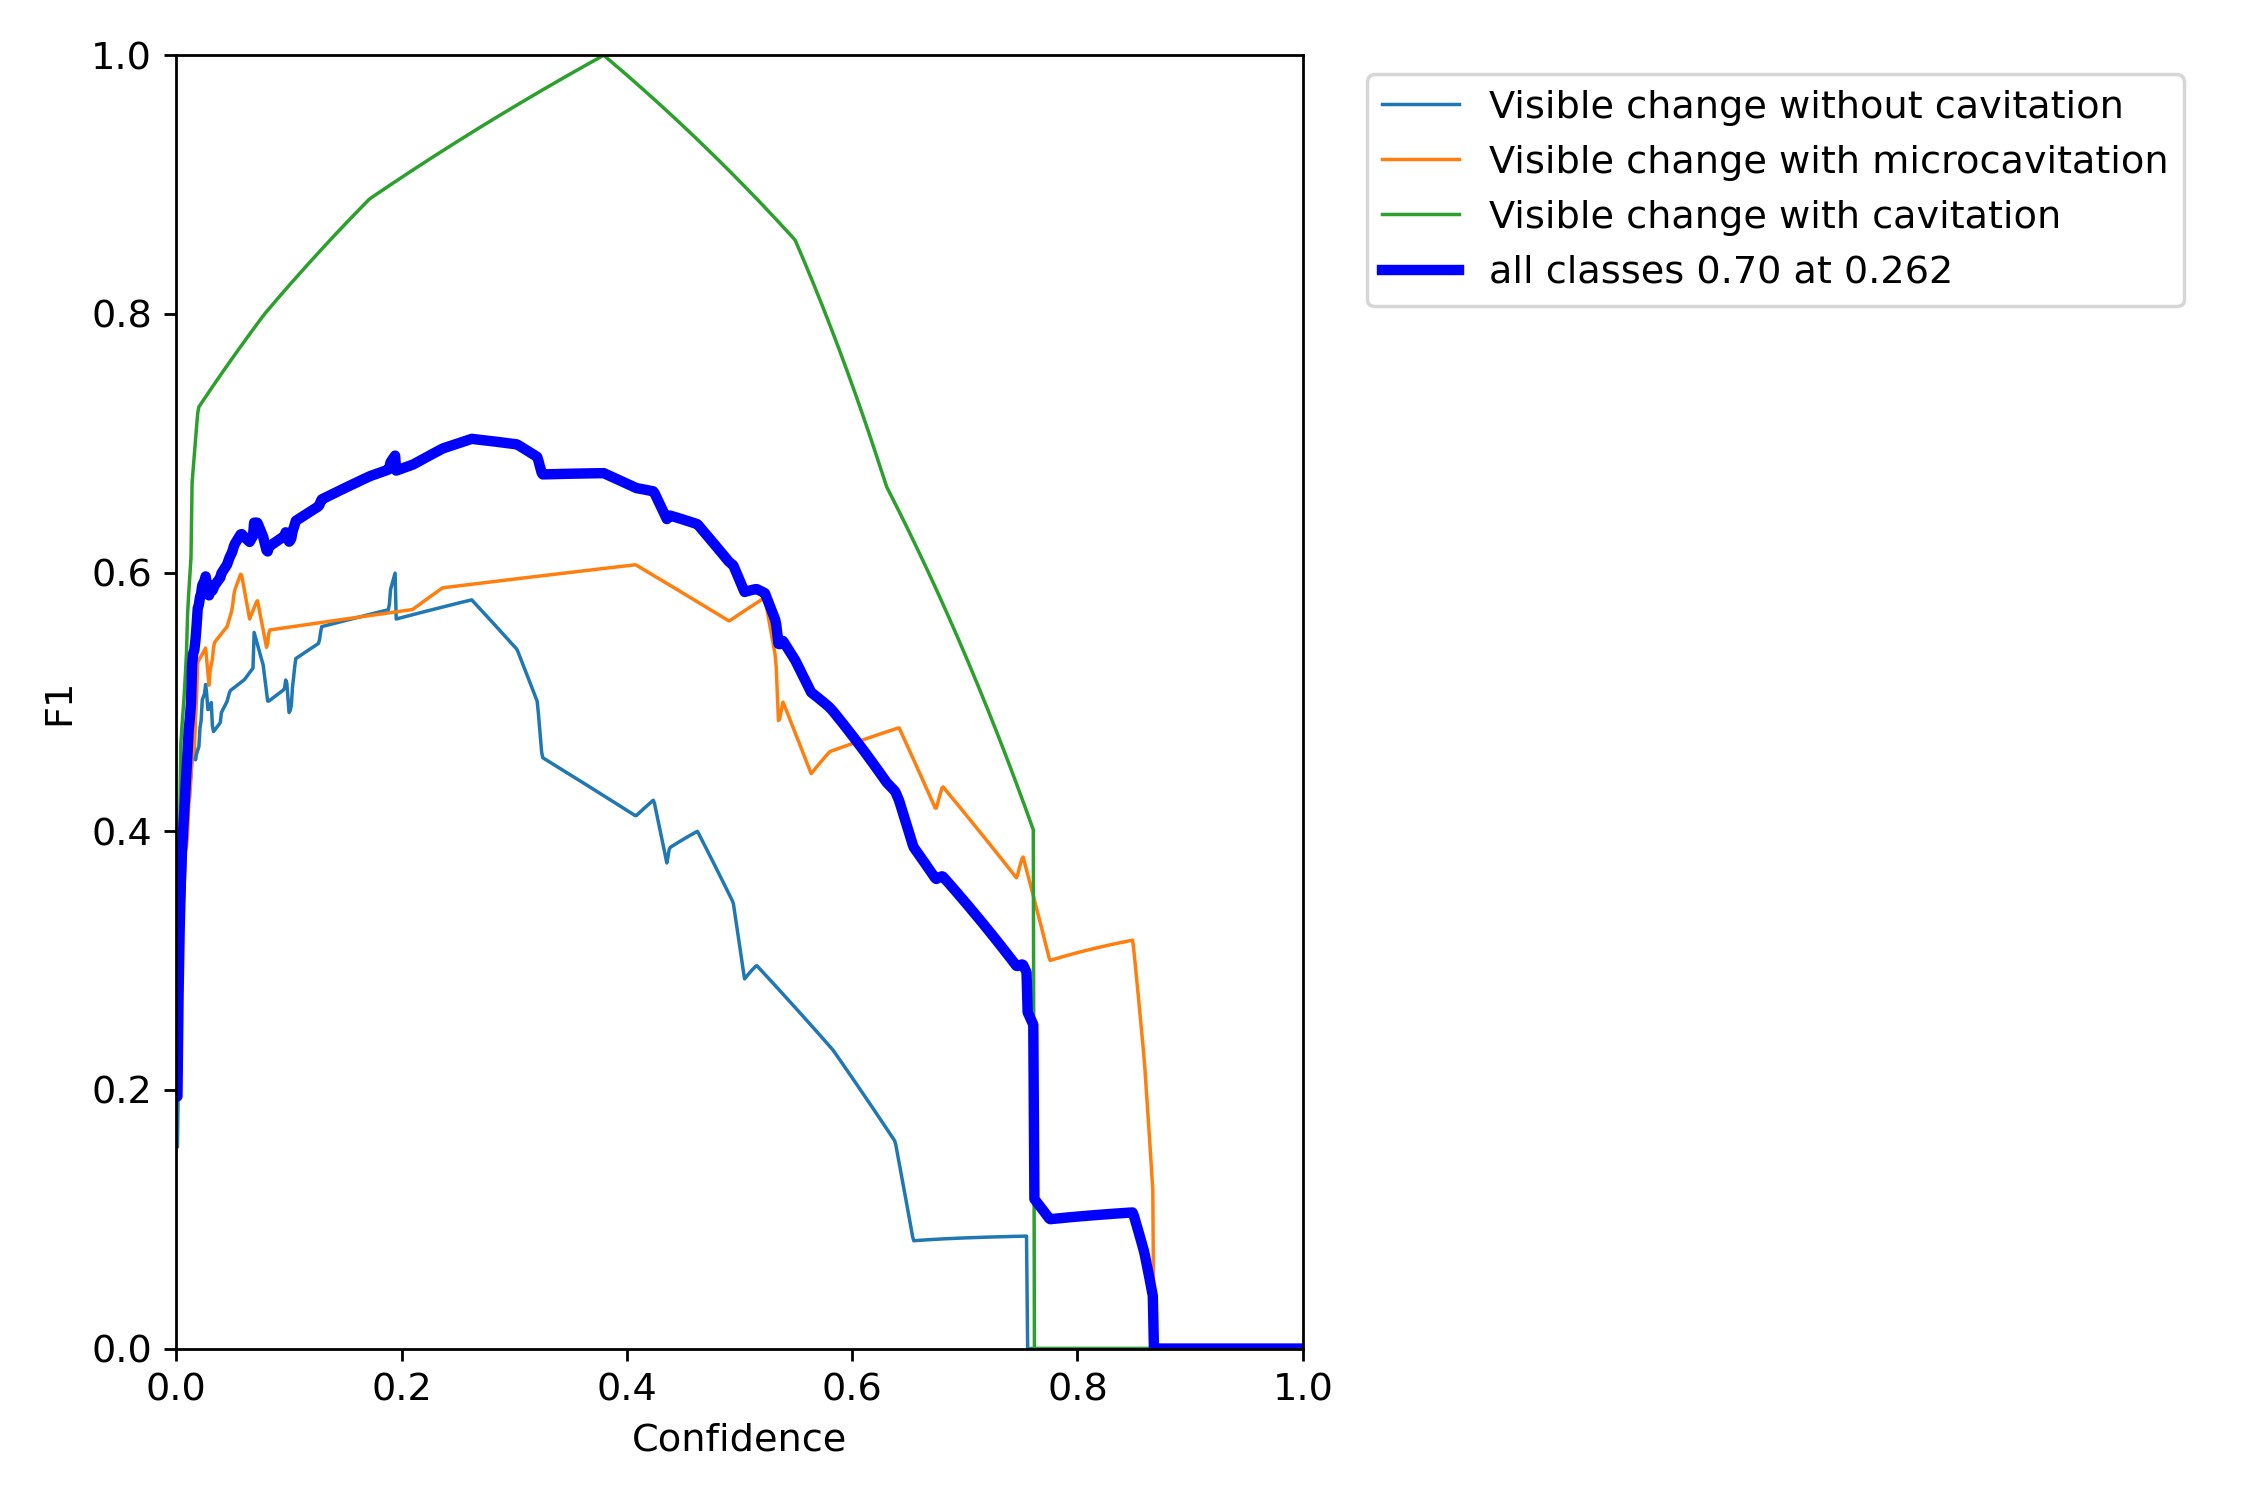 1.0
0.8
0.6
0.4
0.2
0.0
F1
0.0 0.2 0.4 0.6 0.8 1.0
Confidence
Visible change without cavitation
Visible change with microcavitation
Visible change with cavitation
all classes 0.70 at 0.262